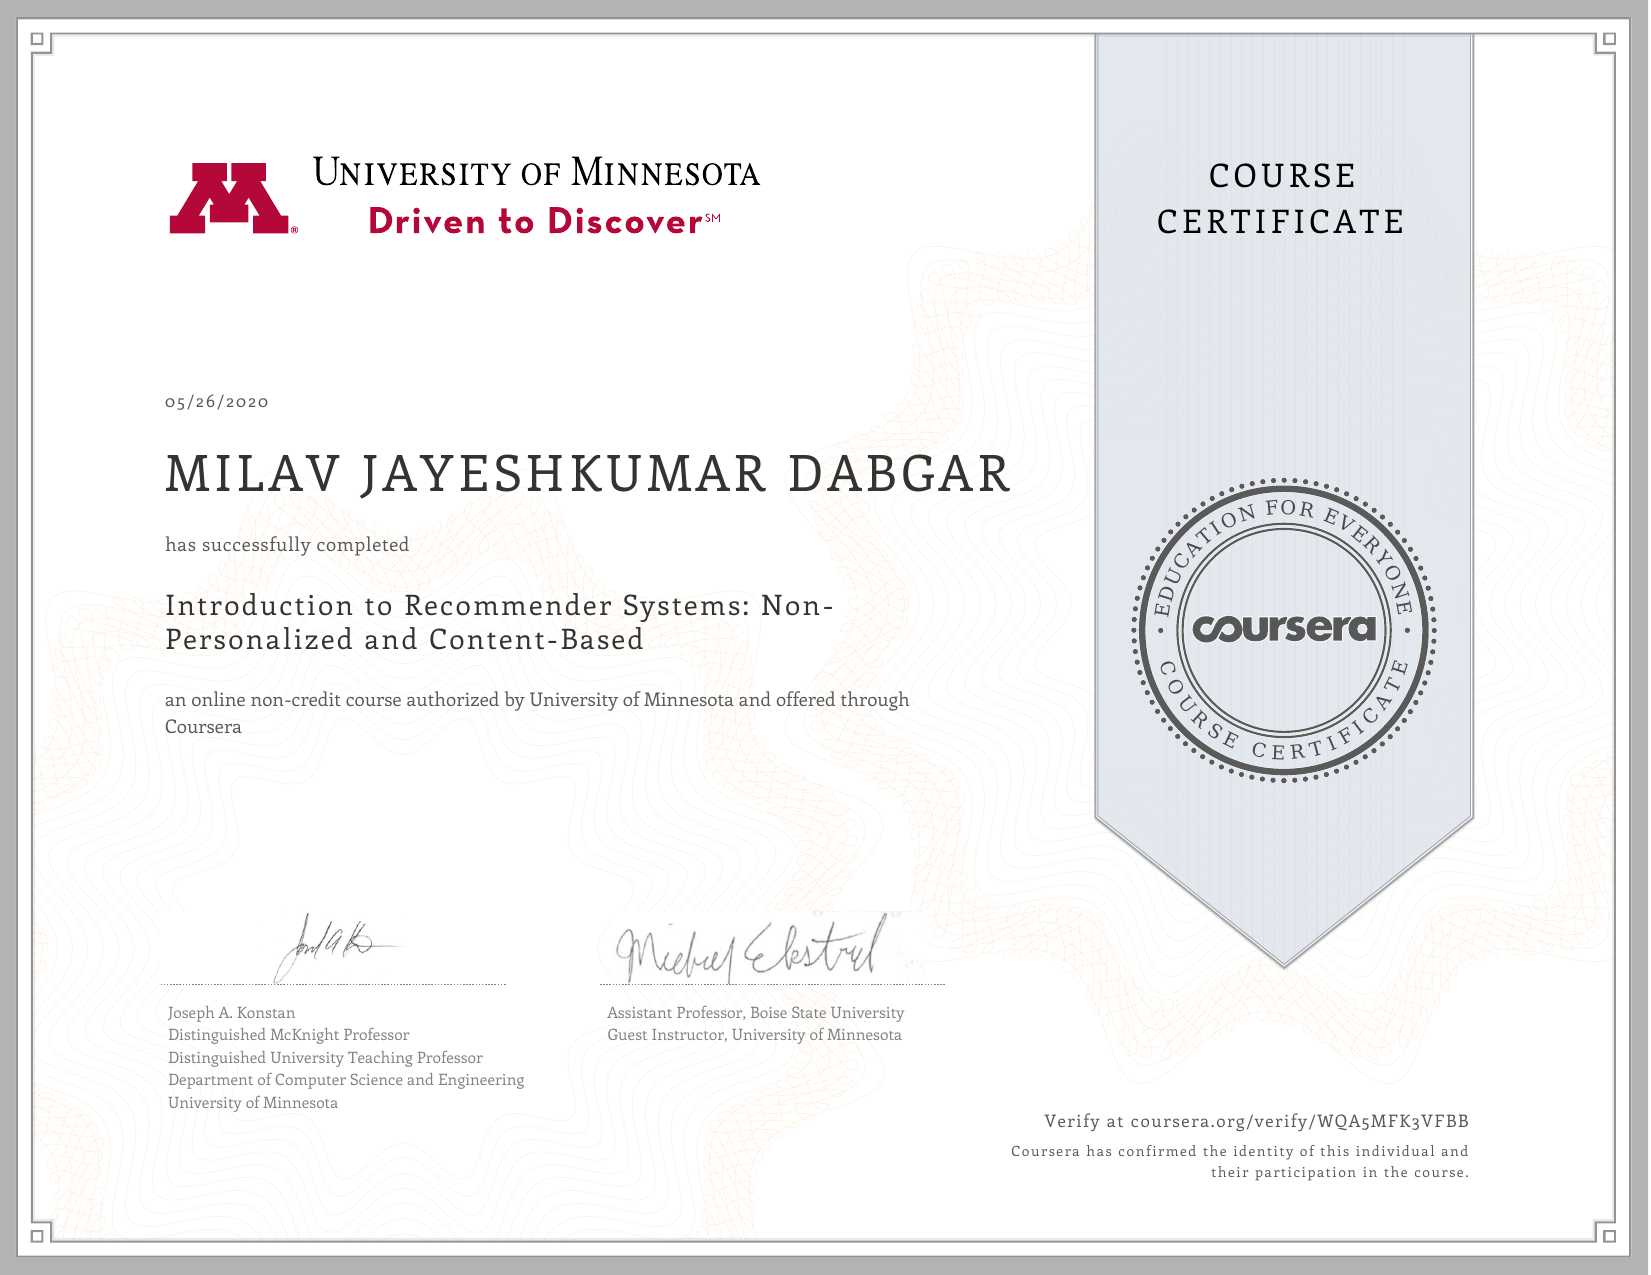 UNIVERSITY OF MINNESOTA
Driven to Discover℠
COURSE
CERTIFICATE
05/26/2020
MILAV JAYESHKUMAR DABGAR
has successfully completed
Introduction to Recommender Systems: Non-
Personalized and Content-Based
an online non-credit course authorized by University of Minnesota and offered through
Coursera
EDUCATION FOR EVERYONE
coursera
COURSE CERTIFICATE
Michael Ekstrand
Joseph A. Konstan
Distinguished McKnight Professor
Distinguished University Teaching Professor
Department of Computer Science and Engineering
University of Minnesota
Assistant Professor, Boise State University
Guest Instructor, University of Minnesota
Verify at coursera.org/verify/WQA5MFK3VFBB
Coursera has confirmed the identity of this individual and
their participation in the course.